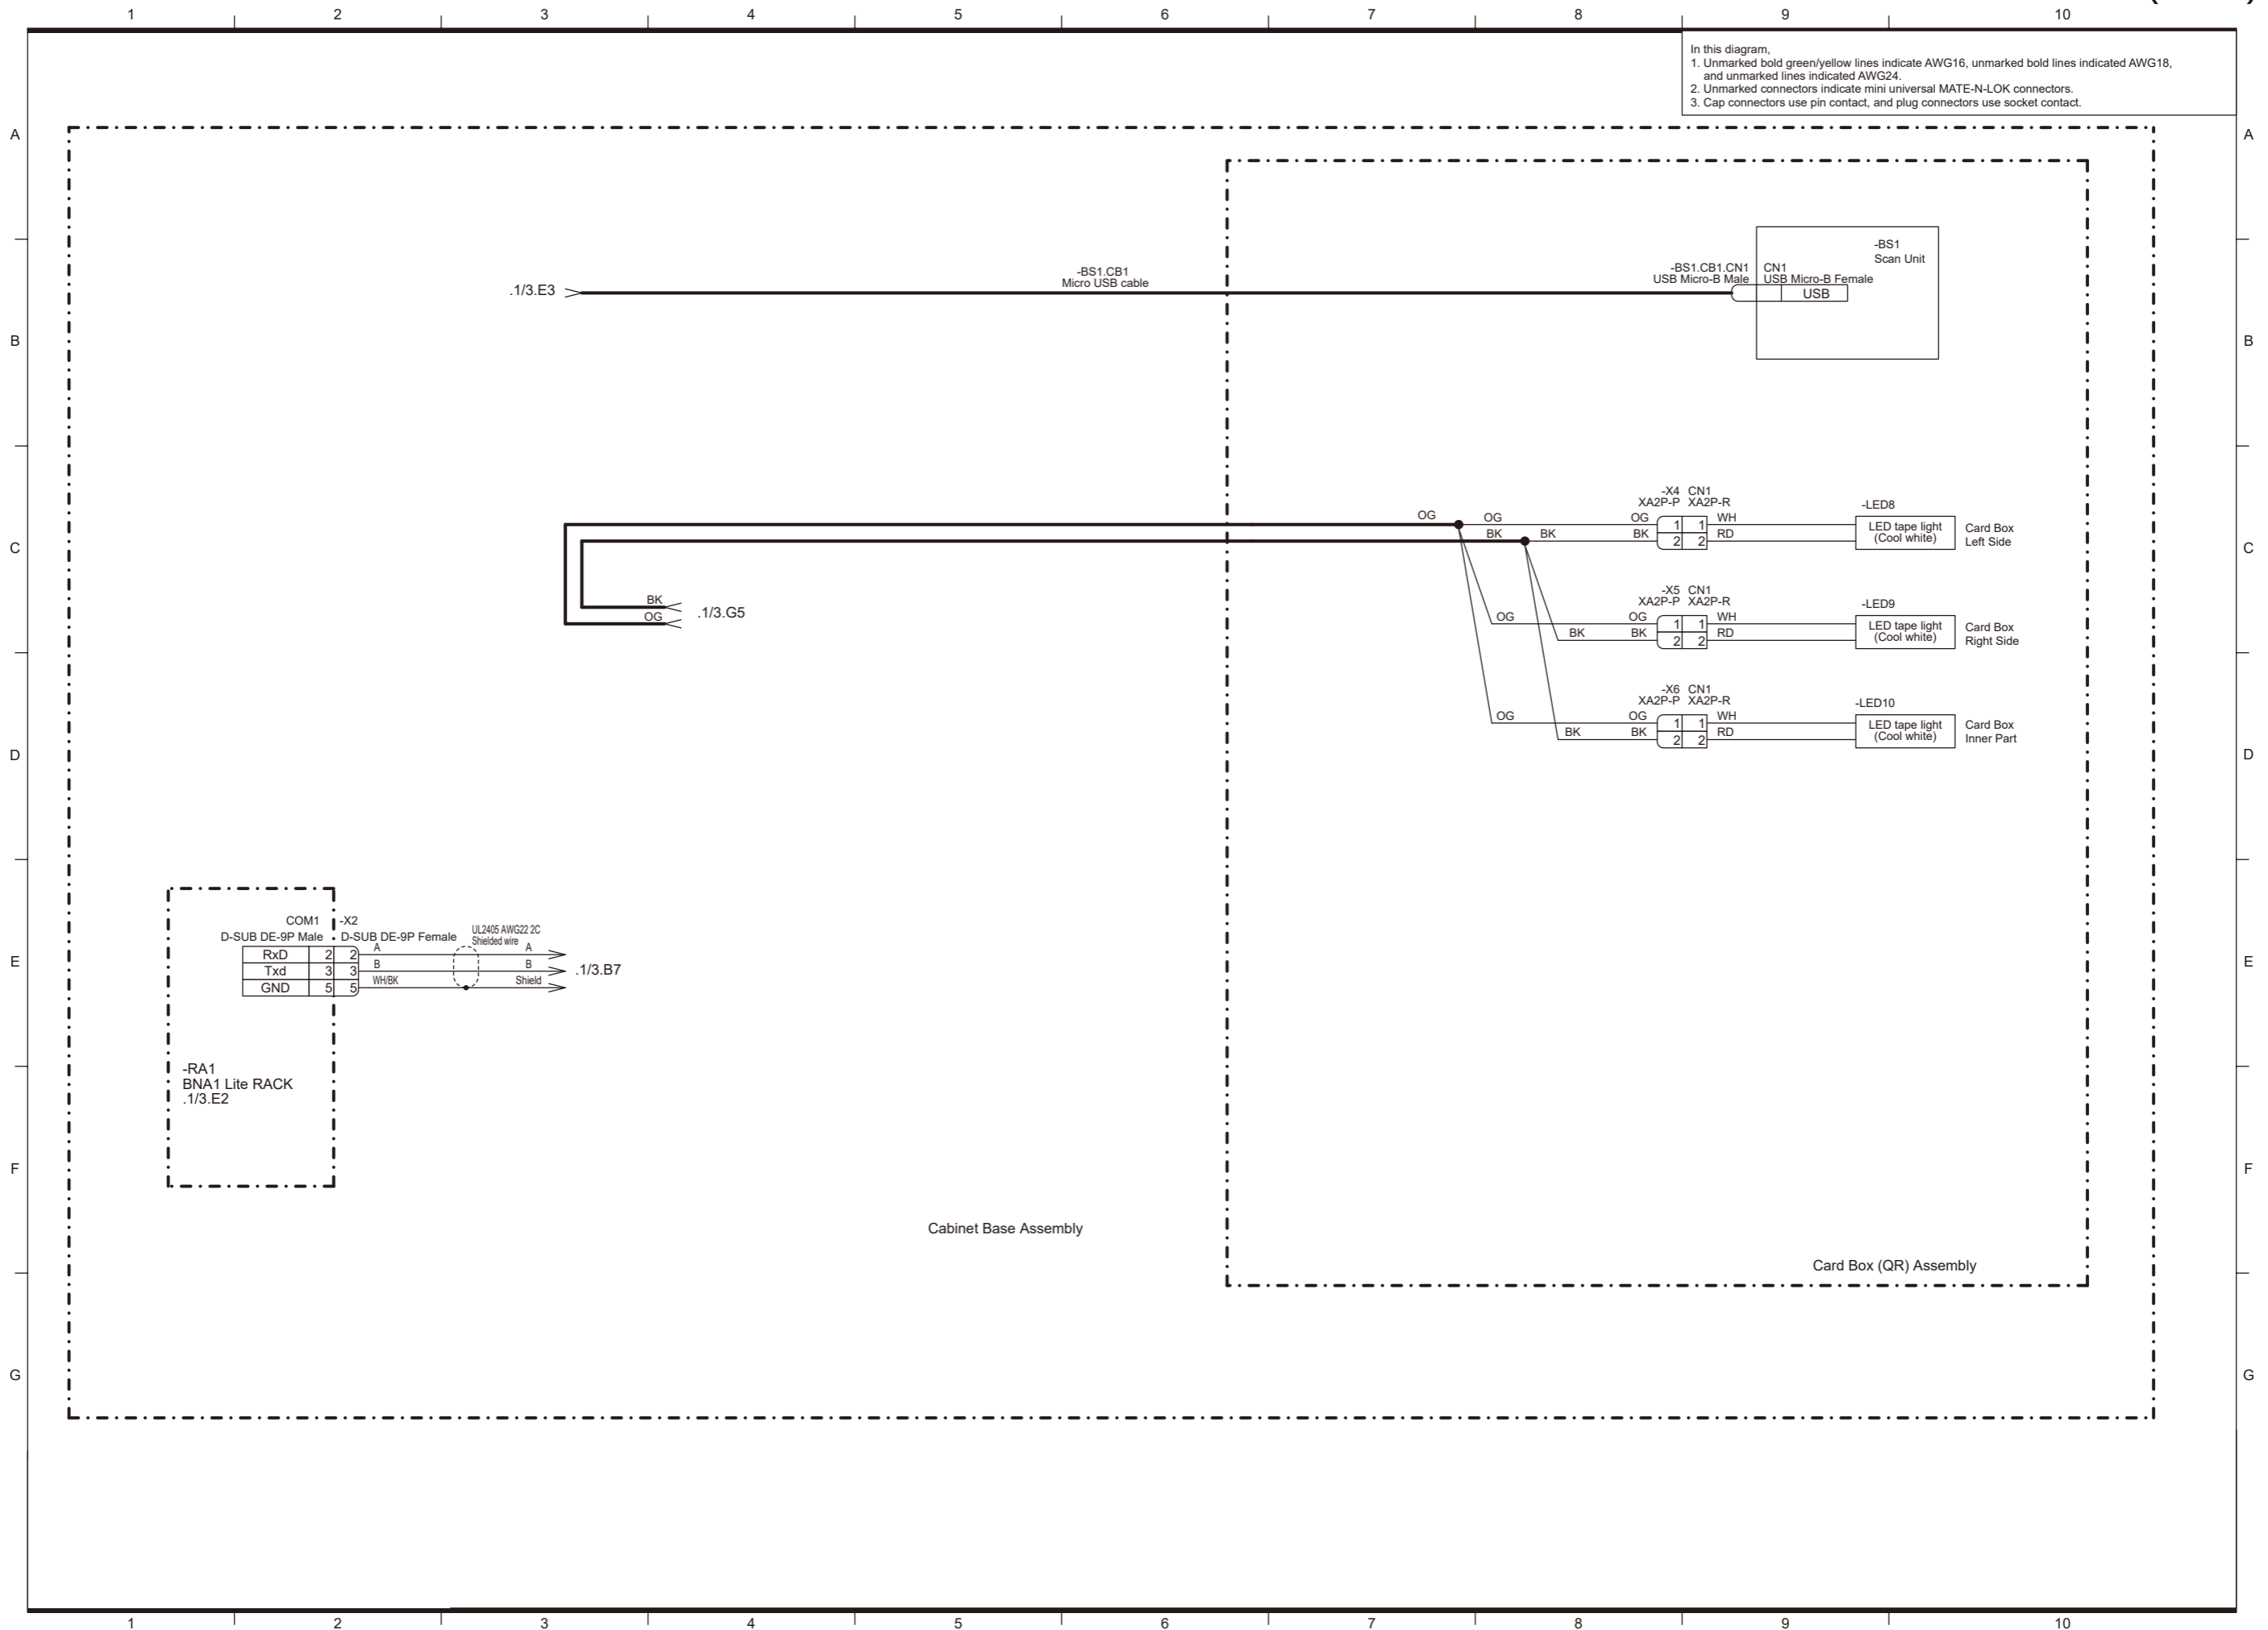 1 2 3 4 5 6 7 8 9 10
In this diagram,
1. Unmarked bold green/yellow lines indicate AWG16, unmarked bold lines indicated AWG18,
and unmarked lines indicated AWG24.
2. Unmarked connectors indicate mini universal MATE-N-LOK connectors.
3. Cap connectors use pin contact, and plug connectors use socket contact.
A A
-BS1
Scan Unit
-BS1.CB1
Micro USB cable
-BS1.CB1.CN1 CN1
USB Micro-B Male USB Micro-B Female
.1/3.E3
USB
B B
-X4 CN1
XA2P-P XA2P-R
-LED8
OG OG OG 1 1 WH
BK BK BK 2 2 RD
LED tape light
(Cool white)
Card Box
Left Side
C C
BK
OG
.1/3.G5
-X5 CN1
XA2P-P XA2P-R
-LED9
OG OG 1 1 WH
BK BK 2 2 RD
LED tape light
(Cool white)
Card Box
Right Side
-X6 CN1
XA2P-P XA2P-R
-LED10
OG OG 1 1 WH
BK BK 2 2 RD
LED tape light
(Cool white)
Card Box
Inner Part
D D
COM1 -X2
D-SUB DE-9P Male D-SUB DE-9P Female
UL2405 AWG22 2C
Shielded wire
RxD 2 2 A A
Txd 3 3 B B
GND 5 5 WH/BK Shield
.1/3.B7
E E
-RA1
BNA1 Lite RACK
.1/3.E2
F F
Cabinet Base Assembly
Card Box (QR) Assembly
G G
1 2 3 4 5 6 7 8 9 10